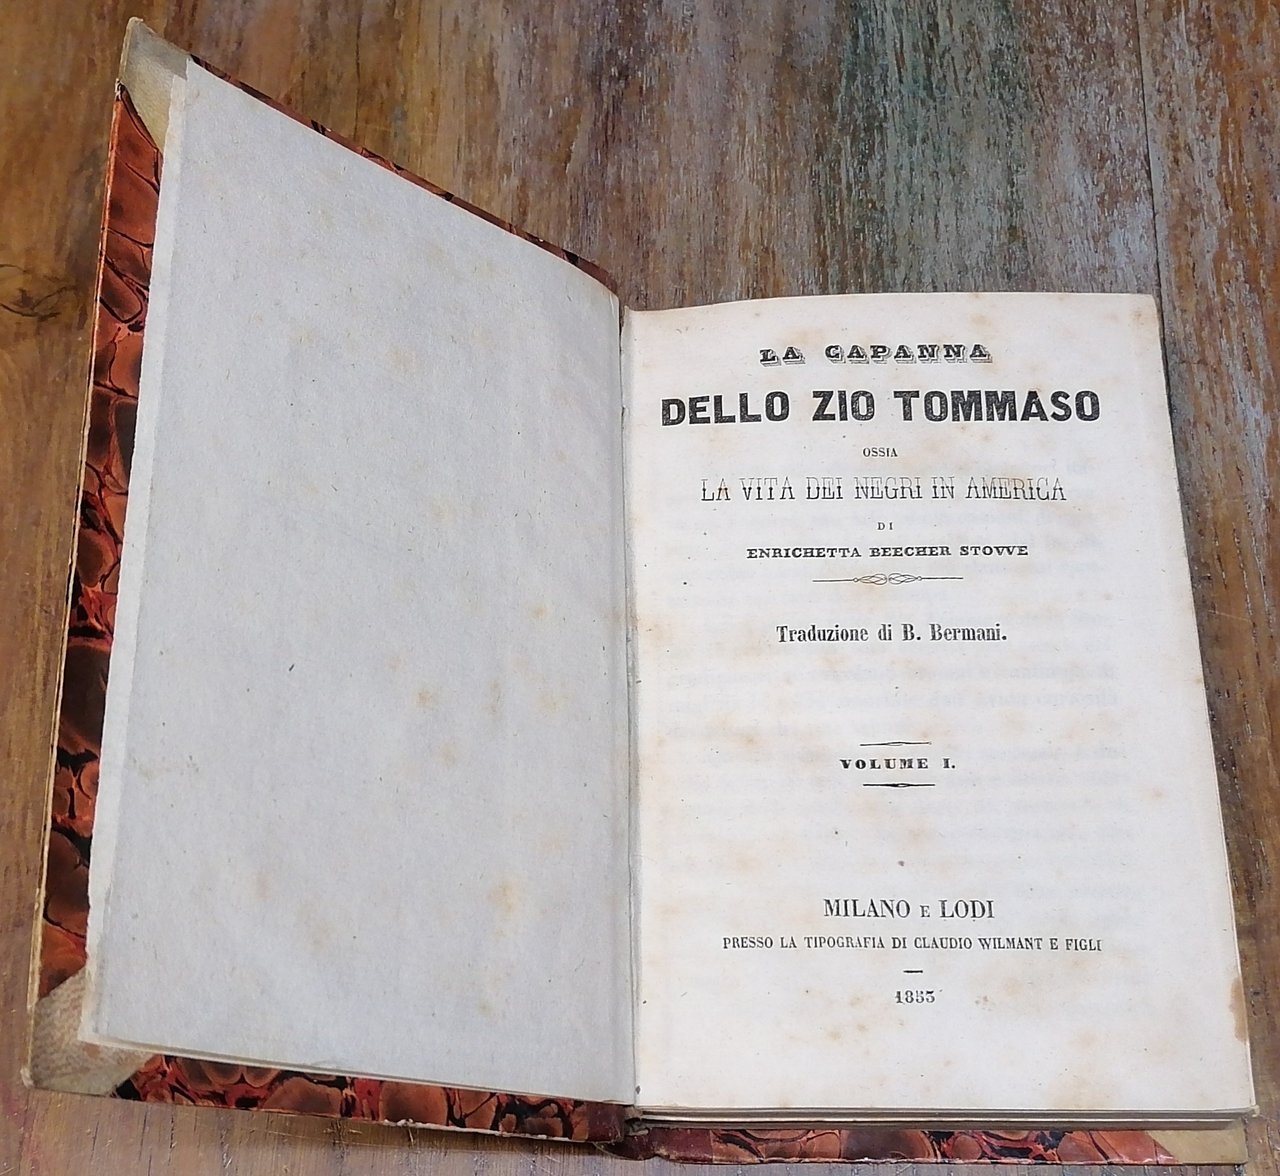 LA CAPANNA
DELLO ZIO TOMMASO
OSSIA
LA VITA DEI NEGRI IN AMERICA
DI
ENRICHETTA BEECHER STOVVE
Traduzione di B. Bermani.
VOLUME I.
MILANO E LODI
PRESSO LA TIPOGRAFIA DI CLAUDIO WILMANT E FIGLI
1853